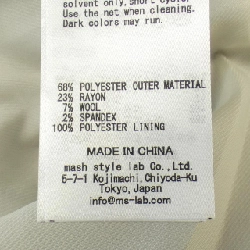 solvent only, short cycle.
Use the net when cleaning.
Dark colors may run.
68% POLYESTER OUTER MATERIAL
23% RAYON
7% WOOL
2% SPANDEX
100% POLYESTER LINING
MADE IN CHINA
mash style lab Co., Ltd.
6-7-1 Kojimachi, Chiyoda-Ku
Tokyo, Japan
info@ms-lab.com